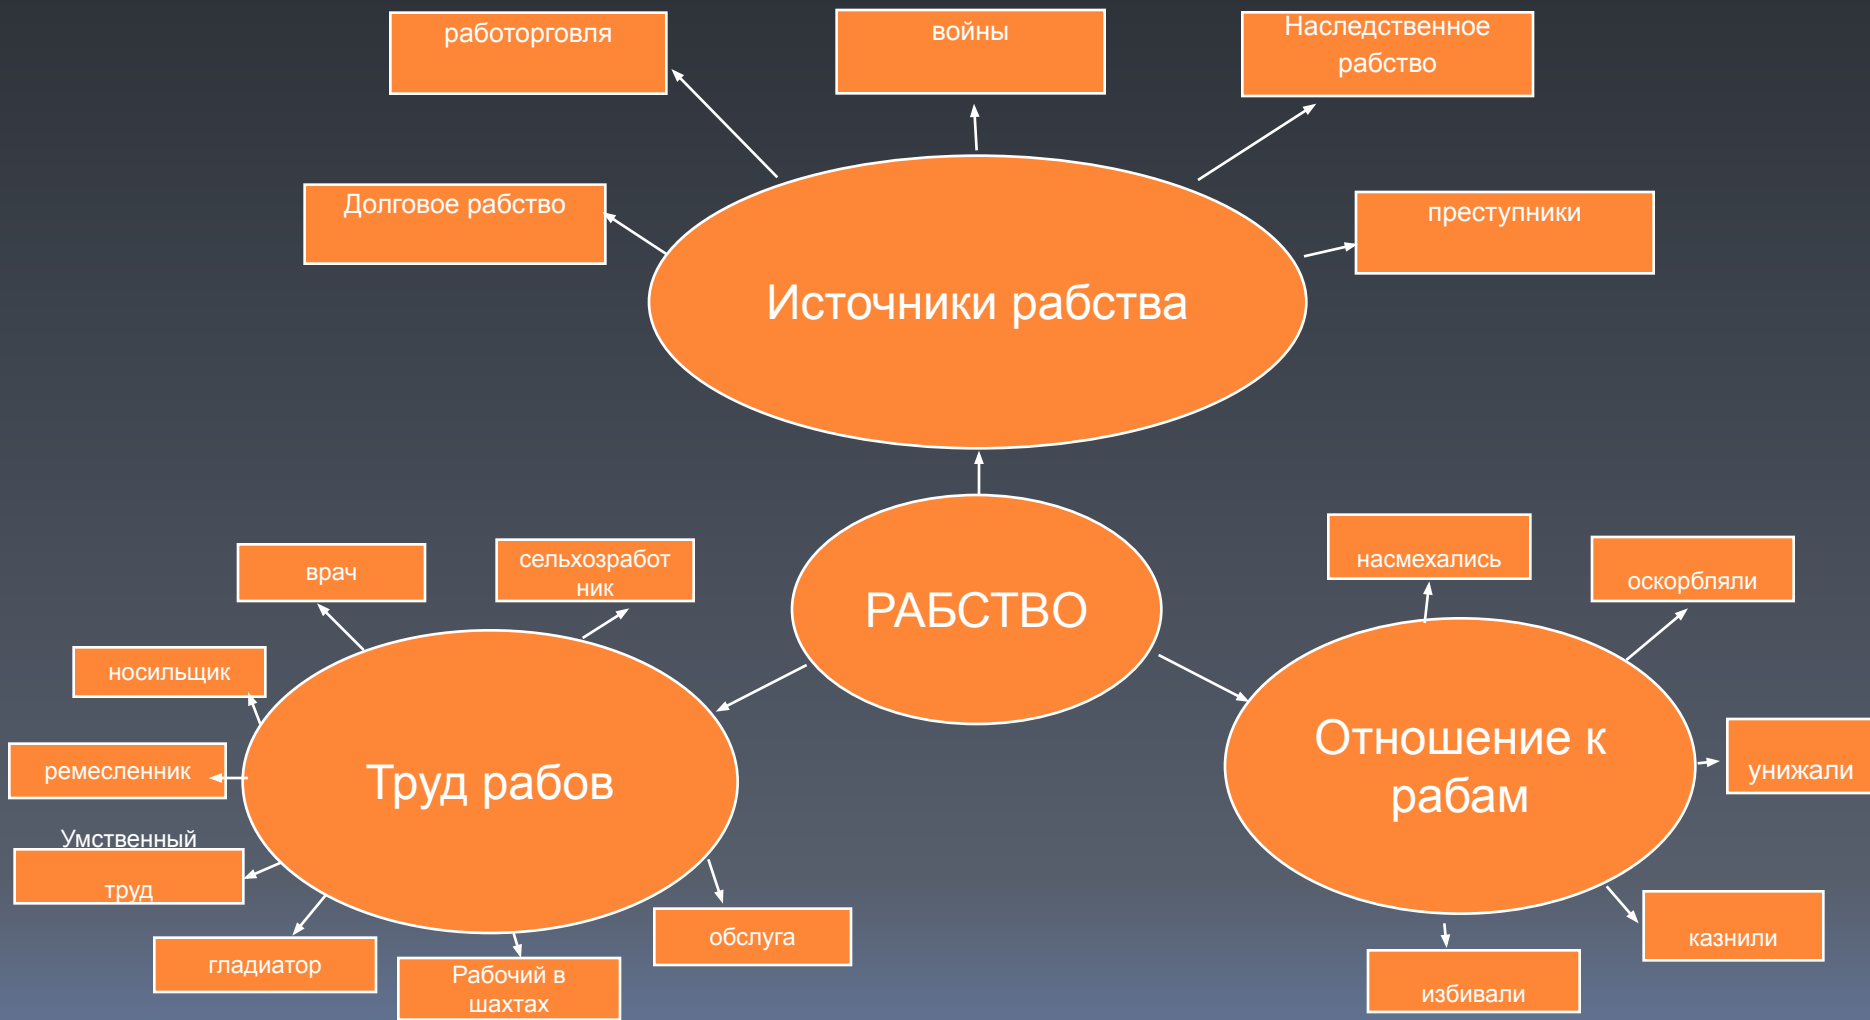 работорговля
войны
Наследственное
рабство
Долговое рабство
преступники
Источники рабства
РАБСТВО
врач
сельхозработ
ник
носильщик
ремесленник
Умственный
труд
гладиатор
Рабочий в
шахтах
обслуга
Труд рабов
насмехались
оскорбляли
унижали
казнили
избивали
Отношение к
рабам